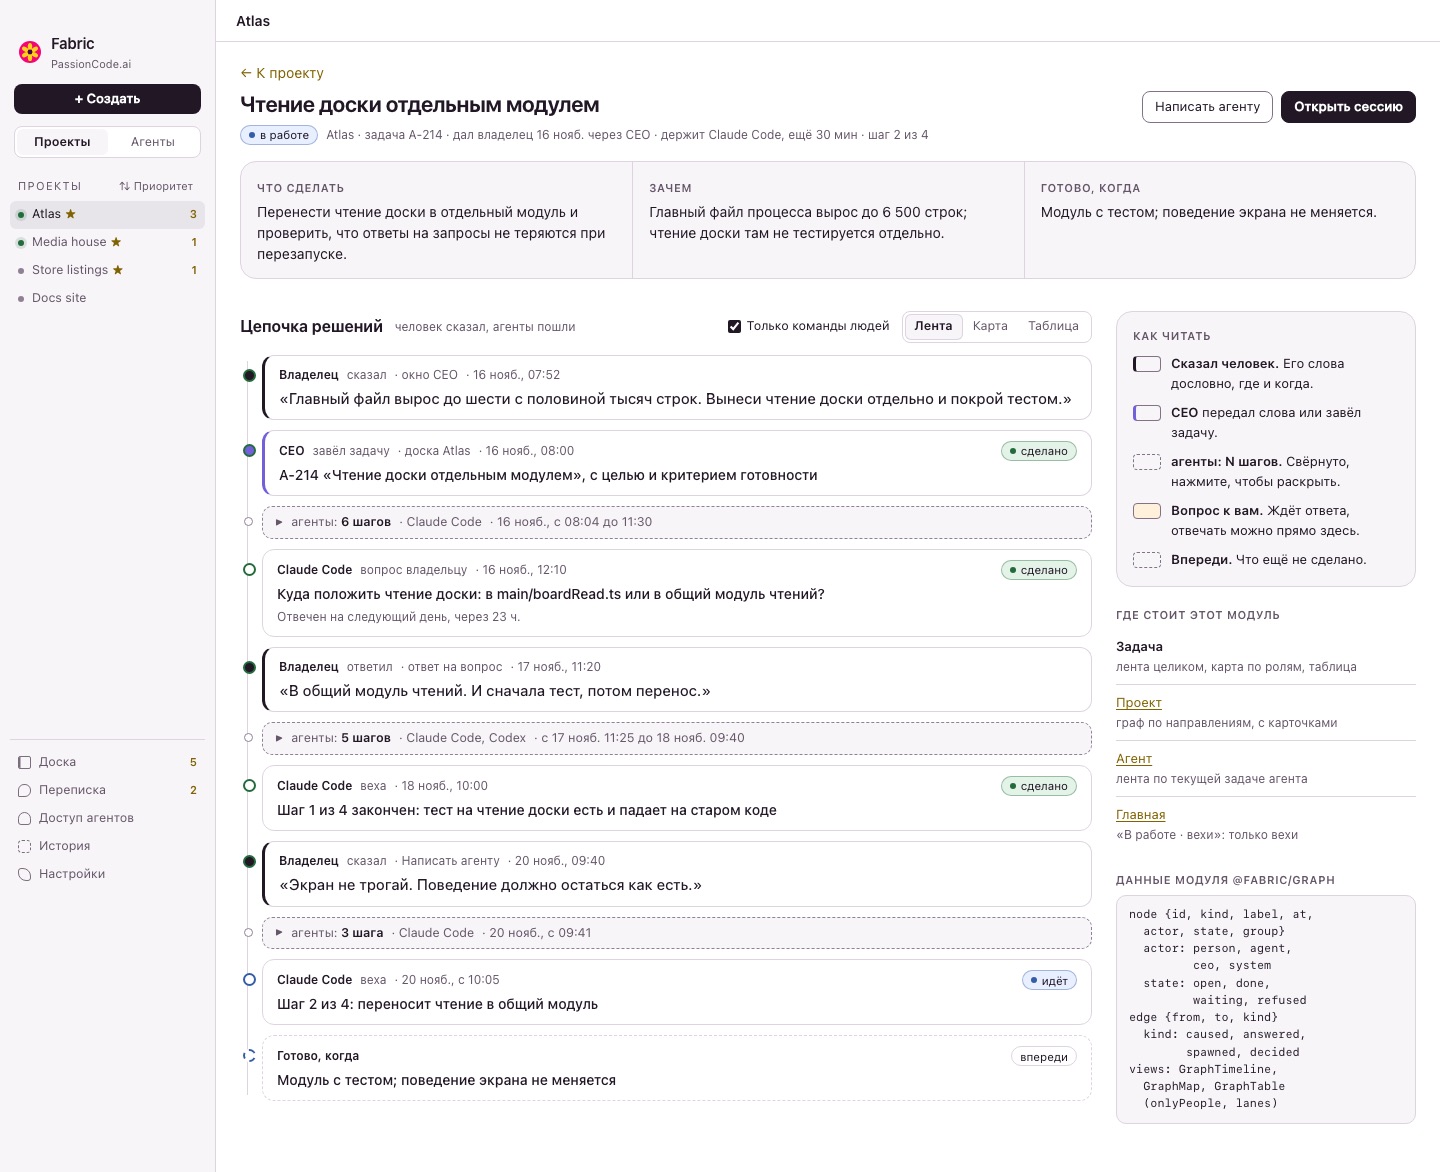 Fabric
PassionCode.ai
+ Создать
Проекты
Агенты
ПРОЕКТЫ
Приоритет
Atlas
3
Media house
1
Store listings
1
Docs site
Доска
5
Переписка
2
Доступ агентов
История
Настройки
Atlas
← К проекту
Чтение доски отдельным модулем
Написать агенту
Открыть сессию
в работе
Atlas · задача A-214 · дал владелец 16 нояб. через CEO · держит Claude Code, ещё 30 мин · шаг 2 из 4
ЧТО СДЕЛАТЬ
Перенести чтение доски в отдельный модуль и
проверить, что ответы на запросы не теряются при
перезапуске.
ЗАЧЕМ
Главный файл процесса вырос до 6 500 строк;
чтение доски там не тестируется отдельно.
ГОТОВО, КОГДА
Модуль с тестом; поведение экрана не меняется.
Цепочка решений
человек сказал, агенты пошли
Только команды людей
Лента
Карта
Таблица
Владелец сказал · окно CEO · 16 нояб., 07:52
«Главный файл вырос до шести с половиной тысяч строк. Вынеси чтение доски отдельно и покрой тестом.»
CEO завёл задачу · доска Atlas · 16 нояб., 08:00
сделано
A-214 «Чтение доски отдельным модулем», с целью и критерием готовности
▶ агенты: 6 шагов · Claude Code · 16 нояб., с 08:04 до 11:30
Claude Code вопрос владельцу · 16 нояб., 12:10
сделано
Куда положить чтение доски: в main/boardRead.ts или в общий модуль чтений?
Отвечен на следующий день, через 23 ч.
Владелец ответил · ответ на вопрос · 17 нояб., 11:20
«В общий модуль чтений. И сначала тест, потом перенос.»
▶ агенты: 5 шагов · Claude Code, Codex · с 17 нояб. 11:25 до 18 нояб. 09:40
Claude Code веха · 18 нояб., 10:00
сделано
Шаг 1 из 4 закончен: тест на чтение доски есть и падает на старом коде
Владелец сказал · Написать агенту · 20 нояб., 09:40
«Экран не трогай. Поведение должно остаться как есть.»
▶ агенты: 3 шага · Claude Code · 20 нояб., с 09:41
Claude Code веха · 20 нояб., с 10:05
идёт
Шаг 2 из 4: переносит чтение в общий модуль
Готово, когда
впереди
Модуль с тестом; поведение экрана не меняется
КАК ЧИТАТЬ
Сказал человек. Его слова
дословно, где и когда.
CEO передал слова или завёл
задачу.
агенты: N шагов. Свёрнуто,
нажмите, чтобы раскрыть.
Вопрос к вам. Ждёт ответа,
отвечать можно прямо здесь.
Впереди. Что ещё не сделано.
ГДЕ СТОИТ ЭТОТ МОДУЛЬ
Задача
лента целиком, карта по ролям, таблица
Проект
граф по направлениям, с карточками
Агент
лента по текущей задаче агента
Главная
«В работе · вехи»: только вехи
ДАННЫЕ МОДУЛЯ @FABRIC/GRAPH
node {id, kind, label, at,
actor, state, group}
actor: person, agent,
ceo, system
state: open, done,
waiting, refused
edge {from, to, kind}
kind: caused, answered,
spawned, decided
views: GraphTimeline,
GraphMap, GraphTable
(onlyPeople, lanes)